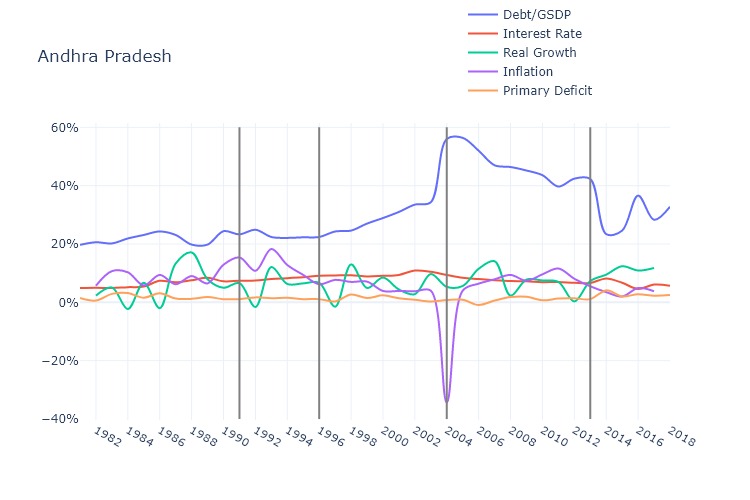 Debt/GSDP
Interest Rate
Andhra Pradesh
Real Growth
Inflation
Primary Deficit
60%
40%
20%
0%
−20%
−40%
1982 1984 1986 1988 1990 1992 1994 1996 1998 2000 2002 2004 2006 2008 2010 2012 2014 2016 2018